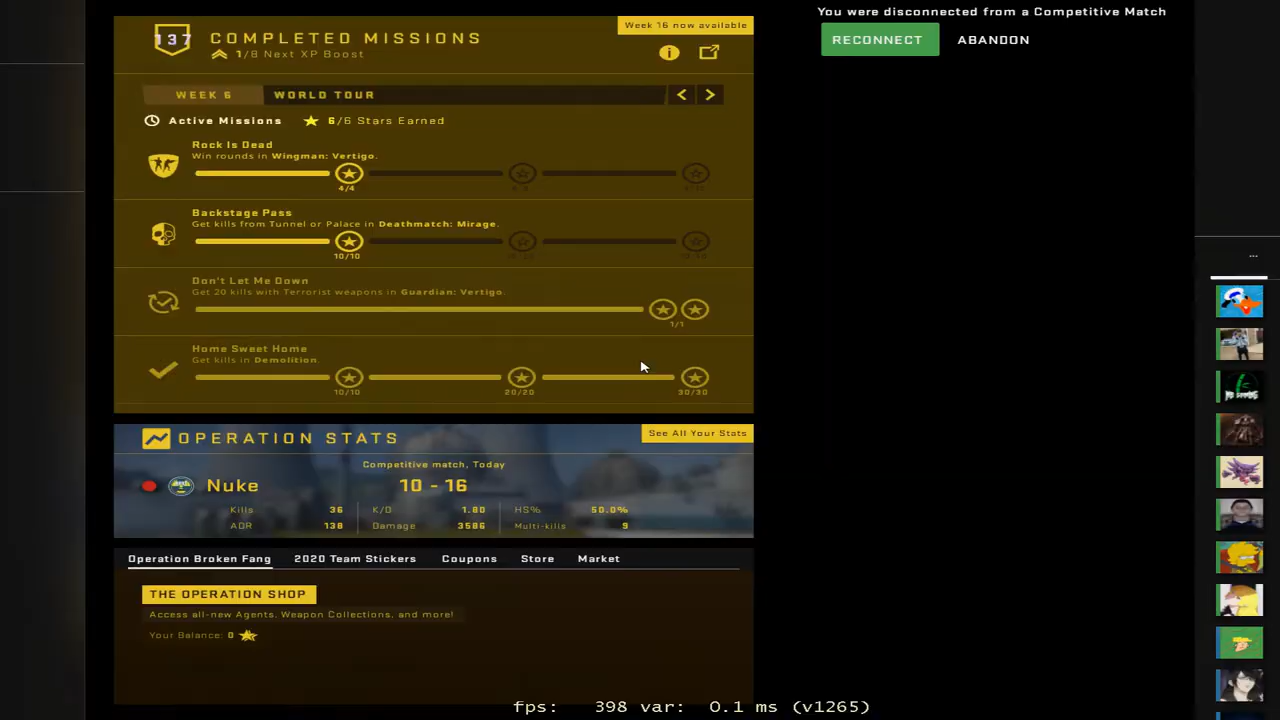 You were disconnected from a Competitive Match
RECONNECT ABANDON
Week 16 now available
137 COMPLETED MISSIONS
1/8 Next XP Boost
WEEK 6 WORLD TOUR
Active Missions 6/6 Stars Earned
Rock Is Dead
Win rounds in Wingman: Vertigo.
4/4
Backstage Pass
Get kills from Tunnel or Palace in Deathmatch: Mirage.
10/10
Don't Let Me Down
Get 20 kills with Terrorist weapons in Guardian: Vertigo.
1/1
Home Sweet Home
Get kills in Demolition.
10/10 20/20 30/30
OPERATION STATS See All Your Stats
Competitive match, Today
Nuke 10 - 16
Kills 36 K/D 1.80 HS% 50.0%
ADR 138 Damage 3586 Multi-kills 9
Operation Broken Fang 2020 Team Stickers Coupons Store Market
THE OPERATION SHOP
Access all-new Agents, Weapon Collections, and more!
Your Balance: 0
fps: 398 var: 0.1 ms (v1265)